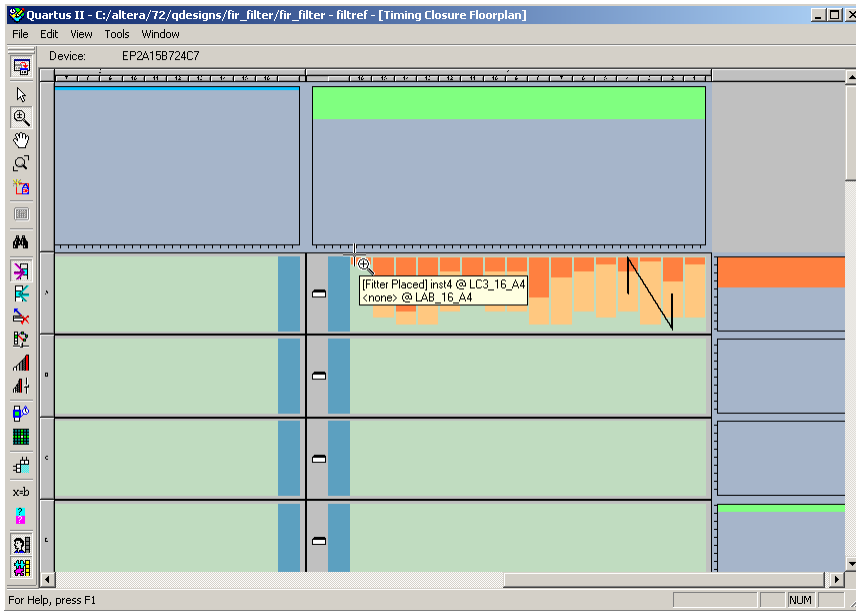 Quartus II - C:/altera/72/qdesigns/fir_filter/fir_filter - filtref - [Timing Closure Floorplan]
File Edit View Tools Window
Device: EP2A15B724C7
[Fitter Placed] inst4 @ LC3_16_A4
<none> @ LAB_16_A4
A
B
C
x=b
For Help, press F1
NUM